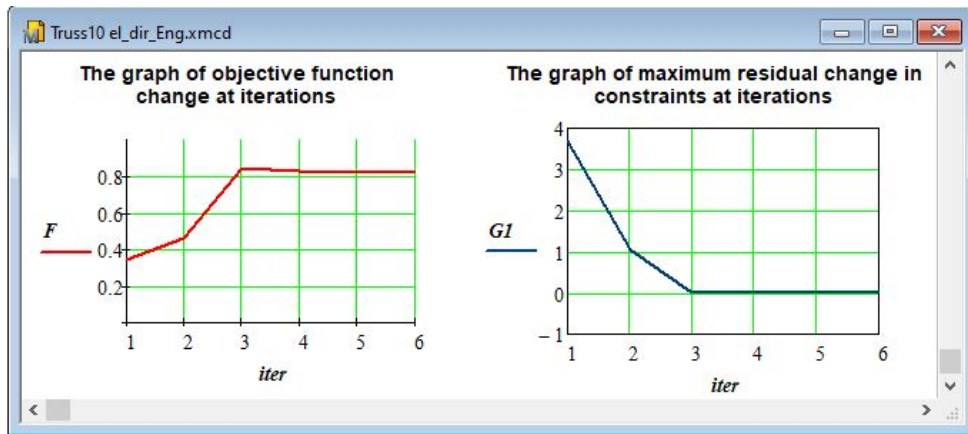 Truss10 el_dir_Eng.xmcd
The graph of objective function
change at iterations
0.8
0.6
F
0.4
0.2
1 2 3 4 5 6
iter
The graph of maximum residual change in
constraints at iterations
4
3
2
G1
1
0
−1
1 2 3 4 5 6
iter